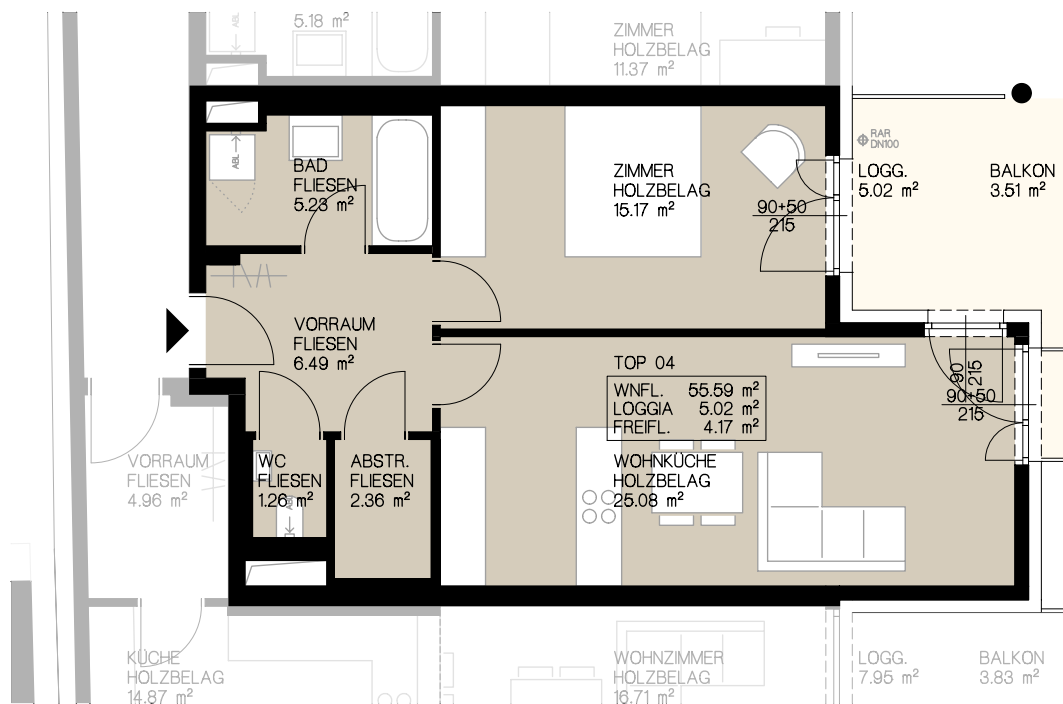 5.18 m²
ABL
ZIMMER
HOLZBELAG
11.37 m²
ABL
BAD
FLIESEN
5.23 m²
ZIMMER
HOLZBELAG
15.17 m²
90+50
215
RAR
DN100
LOGG.
5.02 m²
BALKON
3.51 m²
VORRAUM
FLIESEN
6.49 m²
TOP 04
WNFL. 55.59 m²
LOGGIA 5.02 m²
FREIFL. 4.17 m²
90
215
90+50
215
VORRAUM
FLIESEN
4.96 m²
WC
FLIESEN
1.26 m²
ABL
ABSTR.
FLIESEN
2.36 m²
WOHNKÜCHE
HOLZBELAG
25.08 m²
KÜCHE
HOLZBELAG
14.87 m²
WOHNZIMMER
HOLZBELAG
16.71 m²
LOGG.
7.95 m²
BALKON
3.83 m²